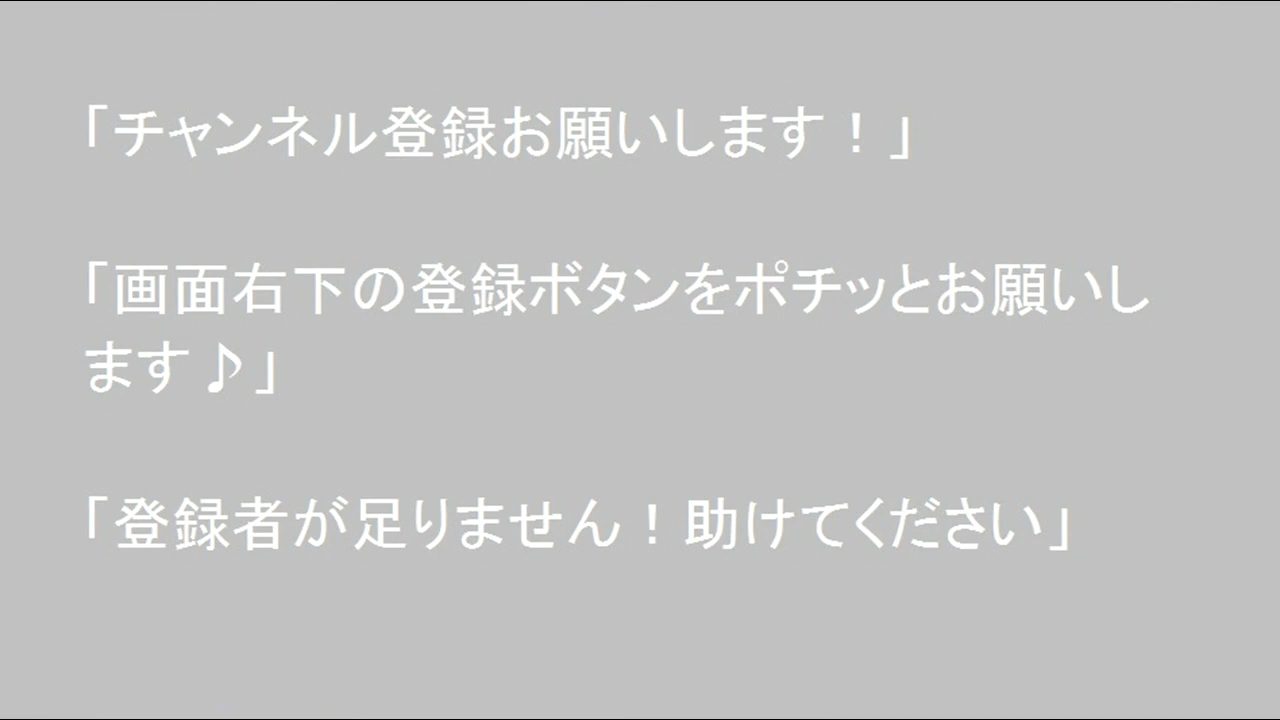 「チャンネル登録お願いします！」
「画面右下の登録ボタンをポチッとお願いし
ます♪」
「登録者が足りません！助けてください」